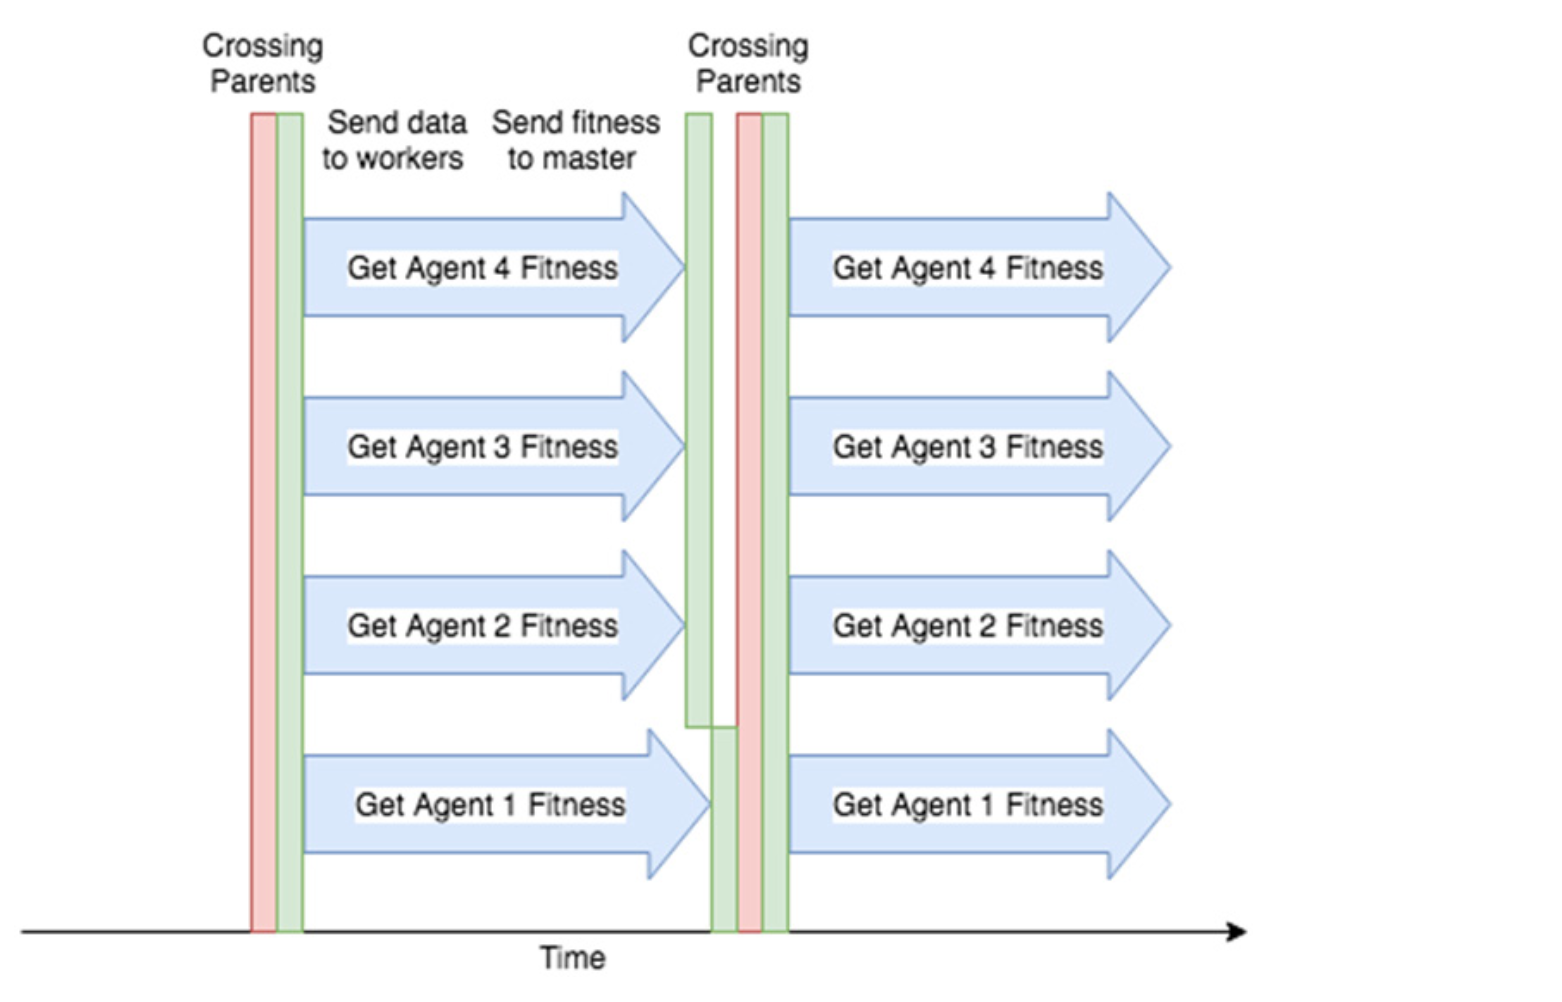 Crossing
Parents
Crossing
Parents
Send data
to workers
Send fitness
to master
Get Agent 4 Fitness
Get Agent 4 Fitness
Get Agent 3 Fitness
Get Agent 3 Fitness
Get Agent 2 Fitness
Get Agent 2 Fitness
Get Agent 1 Fitness
Get Agent 1 Fitness
Time